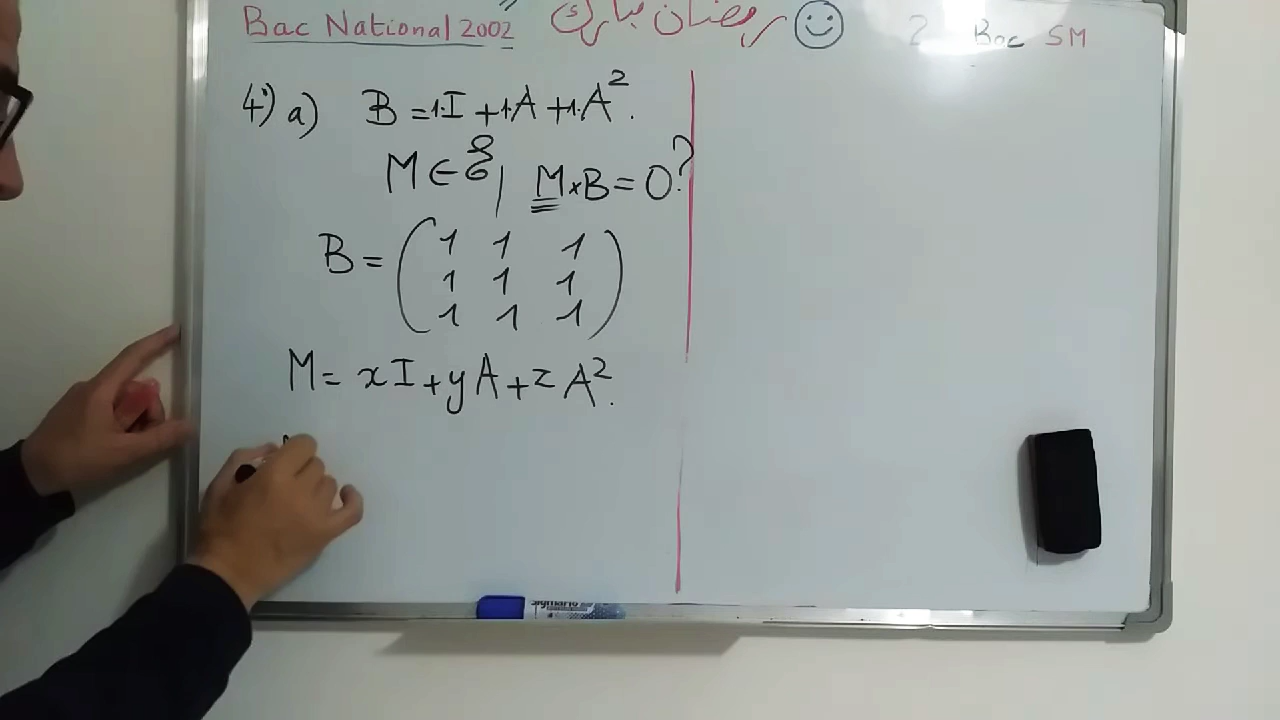 Bac National 2002 رمضان مبارك 2 Bac SM
4°) a) B = 1.I + 1.A + 1.A²
M ∈ 𝒞 | M × B = 0?
B = ( 1 1 1
1 1 1
1 1 1 )
M = xI + yA + zA².